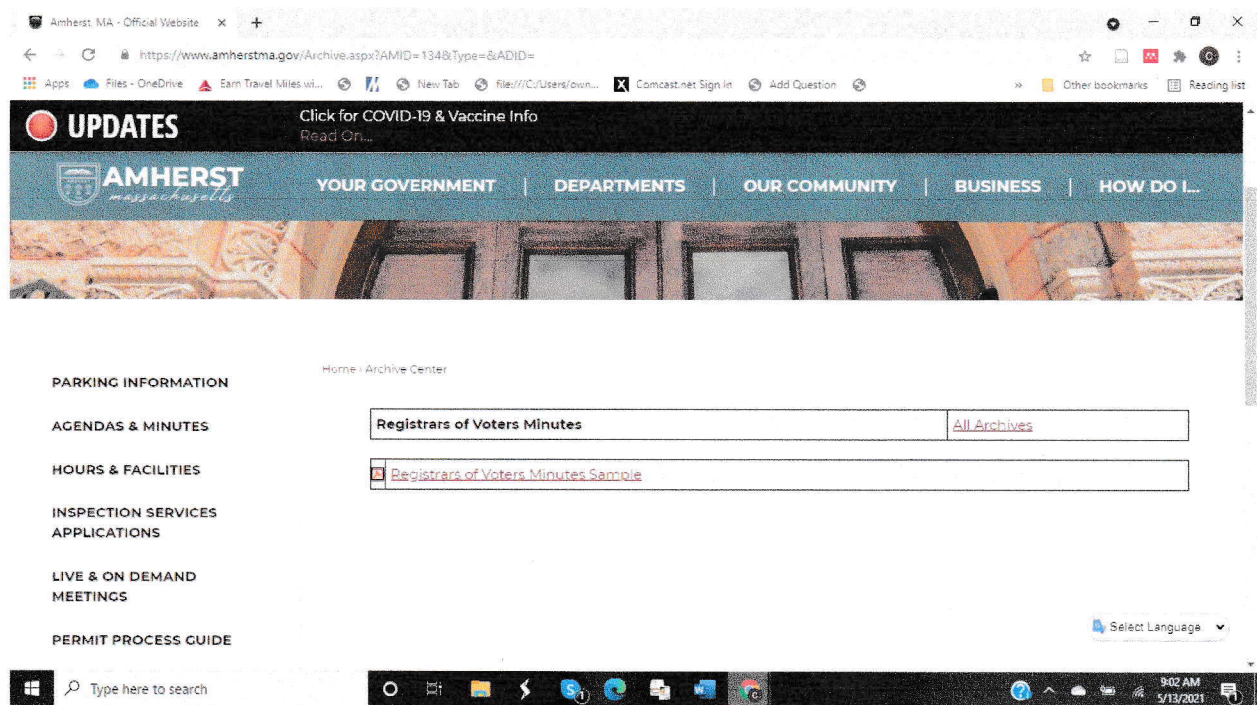 Amherst, MA - Official Website
https://www.amherstma.gov/Archive.aspx?AMID=134&Type=&ADID=
Apps Files - OneDrive Earn Travel Miles wi... New Tab file:///C:/Users/own... Comcast.net Sign In Add Question » Other bookmarks Reading list
UPDATES
Click for COVID-19 & Vaccine Info
Read On...
AMHERST
massachusetts
YOUR GOVERNMENT | DEPARTMENTS | OUR COMMUNITY | BUSINESS | HOW DO I...
Home › Archive Center
PARKING INFORMATION
AGENDAS & MINUTES
HOURS & FACILITIES
INSPECTION SERVICES
APPLICATIONS
LIVE & ON DEMAND
MEETINGS
PERMIT PROCESS GUIDE
Registrars of Voters Minutes All Archives
Registrars of Voters Minutes Sample
Select Language
Type here to search
9:02 AM
5/13/2021